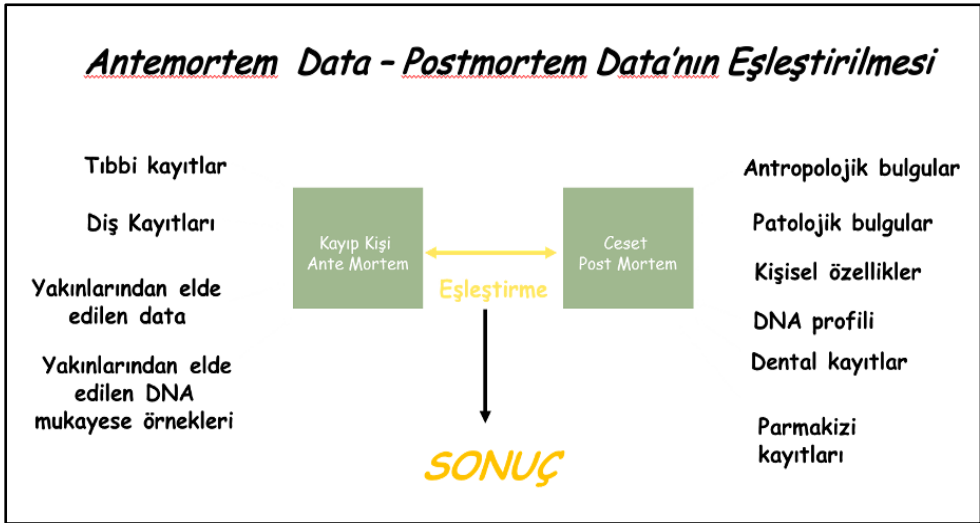 Antemortem Data – Postmortem Data’nın Eşleştirilmesi
Tıbbi kayıtlar
Diş Kayıtları
Yakınlarından elde
edilen data
Yakınlarından elde
edilen DNA
mukayese örnekleri
Kayıp Kişi
Ante Mortem
Eşleştirme
Ceset
Post Mortem
SONUÇ
Antropolojik bulgular
Patolojik bulgular
Kişisel özellikler
DNA profili
Dental kayıtlar
Parmakizi
kayıtları